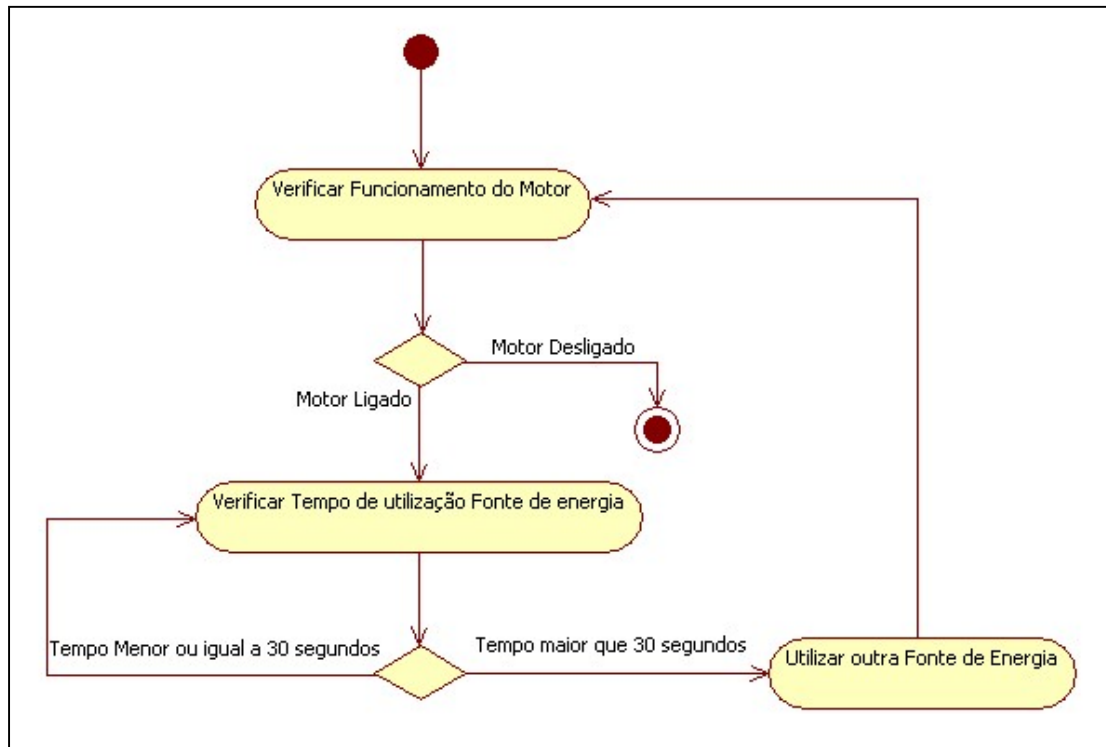 Verificar Funcionamento do Motor
Motor Desligado
Motor Ligado
Verificar Tempo de utilização Fonte de energia
Tempo Menor ou igual a 30 segundos
Tempo maior que 30 segundos
Utilizar outra Fonte de Energia